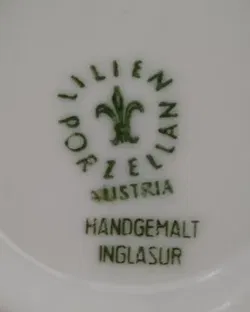 LILIEN PORZELLAN
AUSTRIA
HANDGEMALT
INGLASUR